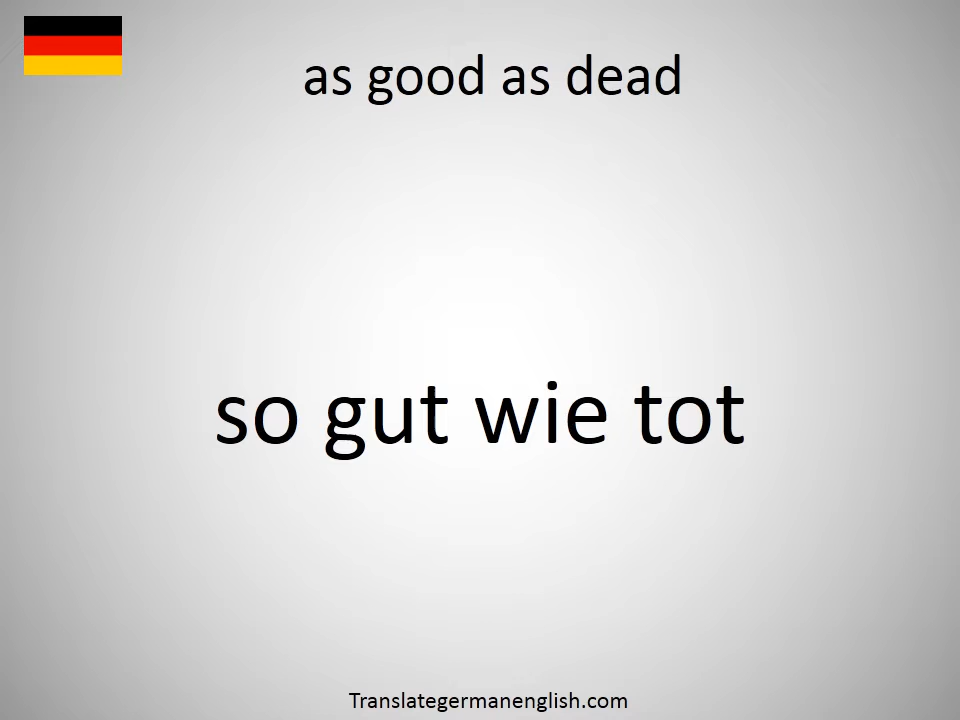 as good as dead
so gut wie tot
Translategermanenglish.com